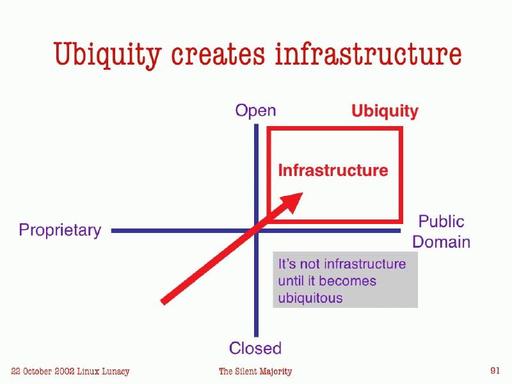 Ubiquity creates infrastructure
Open
Ubiquity
Infrastructure
Proprietary
Public
Domain
It's not infrastructure
until it becomes
ubiquitous
Closed
22 October 2002 Linux Lunacy
The Silent Majority
91